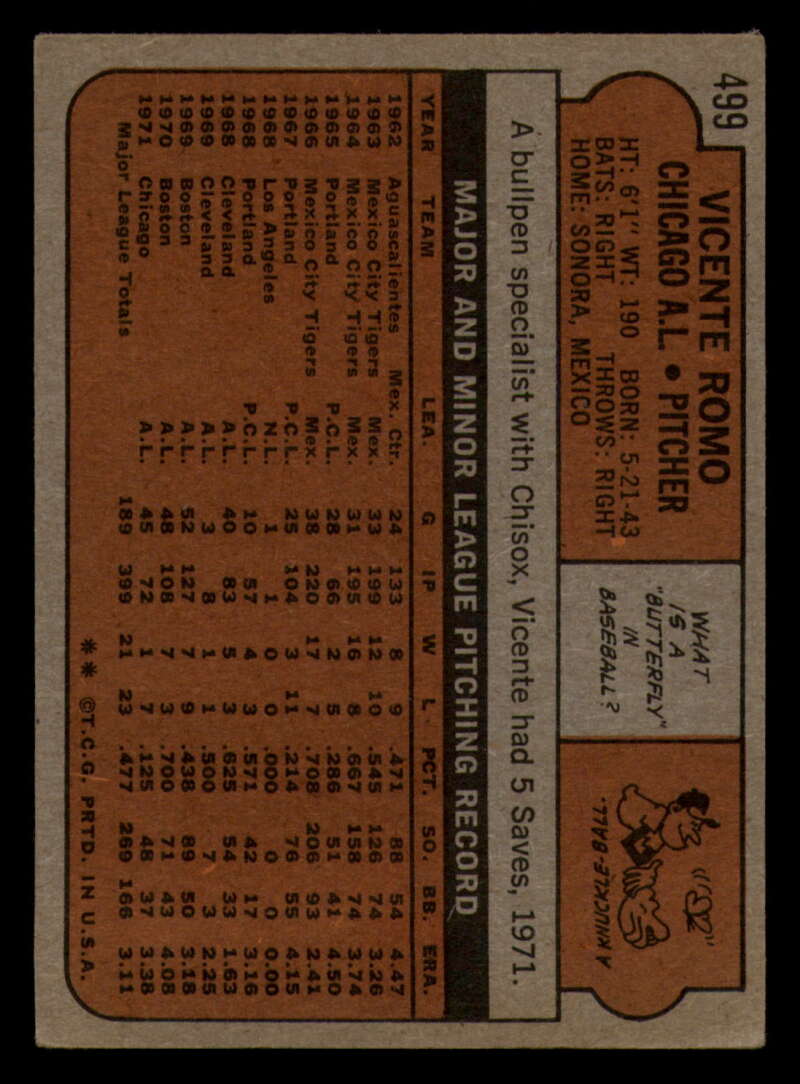 499
VICENTE ROMO
CHICAGO A.L. • PITCHER
HT: 6'1" WT: 190 BORN: 5-21-43
BATS: RIGHT THROWS: RIGHT
HOME: SONORA, MEXICO
WHAT
IS A
"BUTTERFLY"
IN
BASEBALL?
A KNUCKLE-BALL.
A bullpen specialist with Chisox, Vicente had 5 Saves, 1971.
MAJOR AND MINOR LEAGUE PITCHING RECORD
YEAR TEAM LEA. G IP W L PCT. SO. BB. ERA.
1962 Aguascalientes Mex. Ctr. 24 133 8 9 .471 88 54 4.47
1963 Mexico City Tigers Mex. 33 199 12 10 .545 126 74 3.26
1964 Mexico City Tigers Mex. 31 195 16 8 .667 158 74 3.74
1965 Portland P.C.L. 28 66 2 5 .286 51 41 4.50
1966 Mexico City Tigers Mex. 38 220 17 7 .708 206 93 2.41
1967 Portland P.C.L. 25 104 3 11 .214 76 55 4.15
1968 Los Angeles N.L. 1 1 0 0 .000 0 0 0.00
1968 Portland P.C.L. 10 57 4 3 .571 42 17 3.16
1968 Cleveland A.L. 40 83 5 3 .625 54 33 1.63
1969 Cleveland A.L. 3 8 1 1 .500 7 3 2.25
1969 Boston A.L. 52 127 7 9 .438 89 50 3.18
1970 Boston A.L. 48 108 7 3 .700 71 43 4.08
1971 Chicago A.L. 45 72 1 7 .125 48 37 3.38
Major League Totals 189 399 21 23 .477 269 166 3.11
** ©T.C.G. PRTD. IN U.S.A.